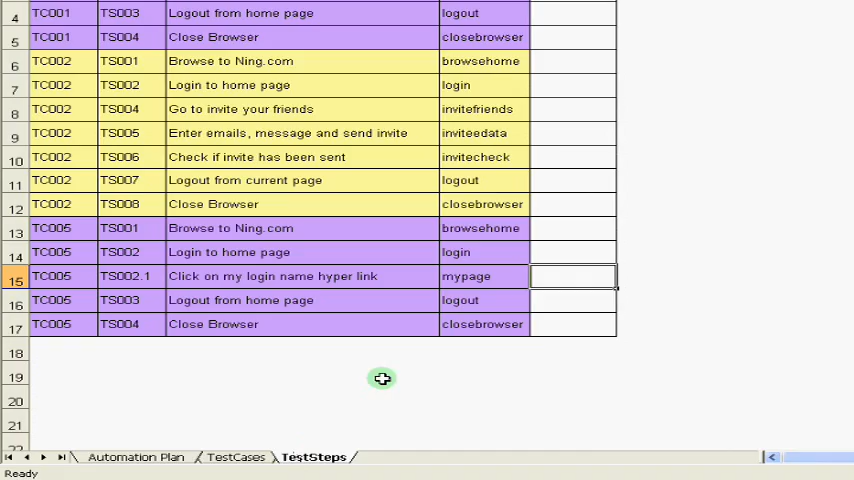 4 TC001 TS003 Logout from home page logout
5 TC001 TS004 Close Browser closebrowser
6 TC002 TS001 Browse to Ning.com browsehome
7 TC002 TS002 Login to home page login
8 TC002 TS004 Go to invite your friends invitefriends
9 TC002 TS005 Enter emails, message and send invite inviteedata
10 TC002 TS006 Check if invite has been sent invitecheck
11 TC002 TS007 Logout from current page logout
12 TC002 TS008 Close Browser closebrowser
13 TC005 TS001 Browse to Ning.com browsehome
14 TC005 TS002 Login to home page login
15 TC005 TS002.1 Click on my login name hyper link mypage
16 TC005 TS003 Logout from home page logout
17 TC005 TS004 Close Browser closebrowser
18
19
20
21
22
Automation Plan TestCases TestSteps
Ready